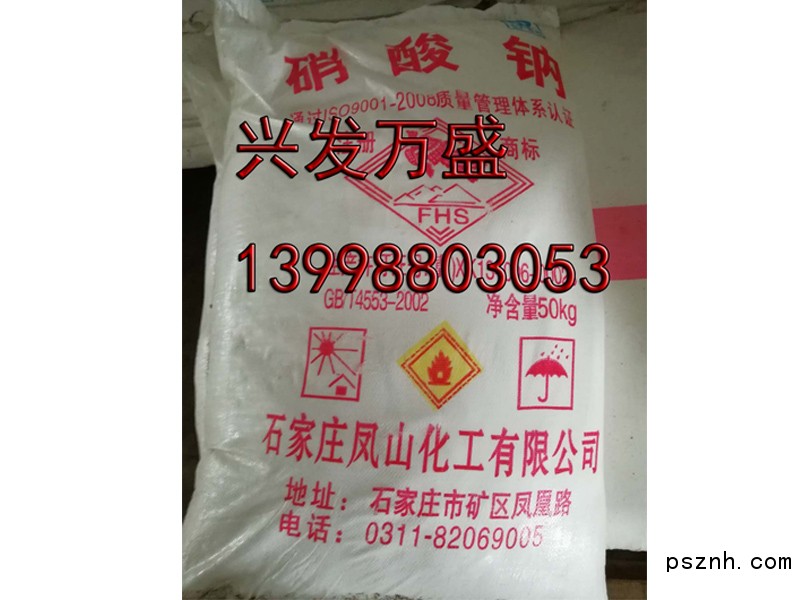 硝酸钠
通过ISO9001-2008质量管理体系认证
注册 商标
兴发万盛
FHS
13998803053
GB/T4553-2002 净含量50kg
石家庄凤山化工有限公司
地址：石家庄市矿区凤凰路
电话：0311-82069005
psznh.com